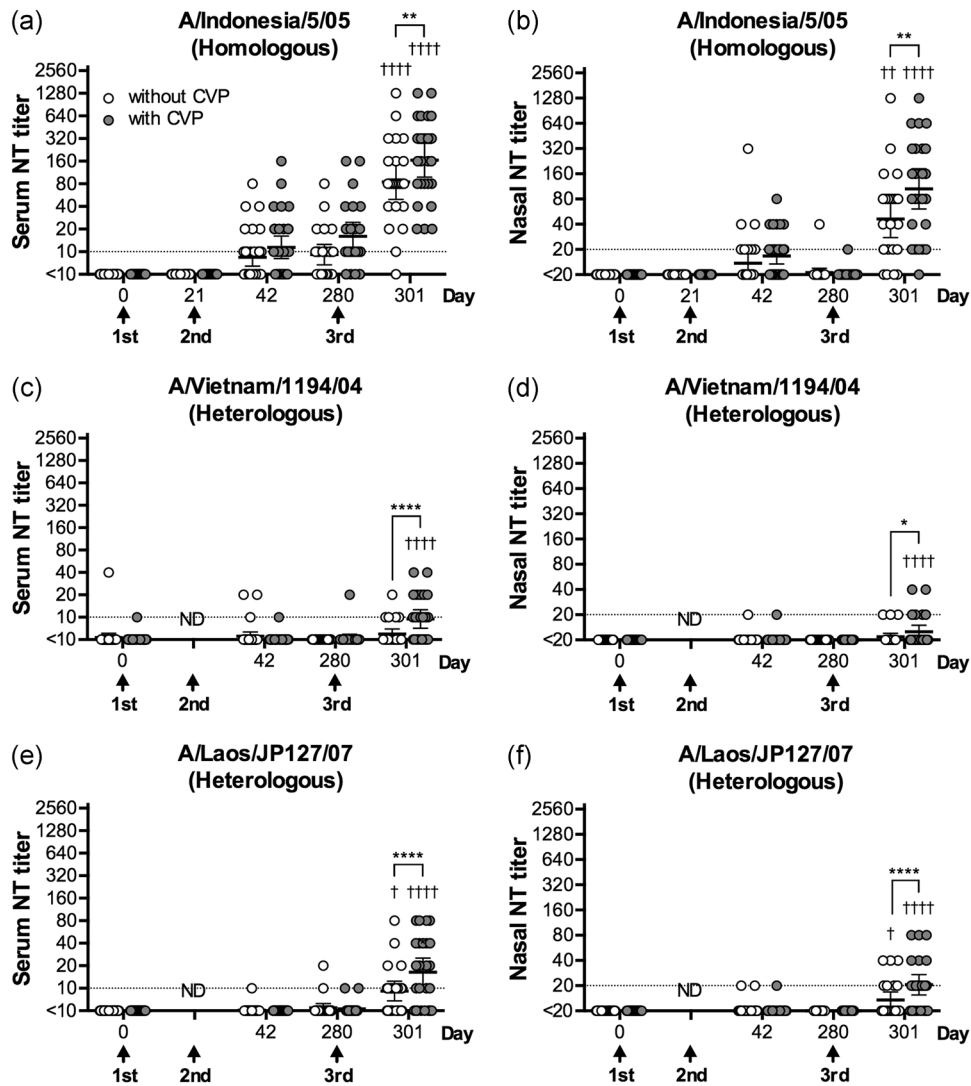 (a)
A/Indonesia/5/05
(Homologous)
**
††††
††††
2560
1280
640
320
160
80
40
20
10
<10
Serum NT titer
without CVP
with CVP
0
21
42
280
301
Day
1st
2nd
3rd
(b)
A/Indonesia/5/05
(Homologous)
**
††
††††
2560
1280
640
320
160
80
40
20
<20
Nasal NT titer
0
21
42
280
301
Day
1st
2nd
3rd
(c)
A/Vietnam/1194/04
(Heterologous)
2560
1280
640
320
160
80
40
20
10
<10
Serum NT titer
****
††††
ND
0
42
280
301
Day
1st
2nd
3rd
(d)
A/Vietnam/1194/04
(Heterologous)
2560
1280
640
320
160
80
40
20
<20
Nasal NT titer
*
††††
ND
0
42
280
301
Day
1st
2nd
3rd
(e)
A/Laos/JP127/07
(Heterologous)
2560
1280
640
320
160
80
40
20
10
<10
Serum NT titer
****
†
††††
ND
0
42
280
301
Day
1st
2nd
3rd
(f)
A/Laos/JP127/07
(Heterologous)
2560
1280
640
320
160
80
40
20
<20
Nasal NT titer
****
††††
†
ND
0
42
280
301
Day
1st
2nd
3rd